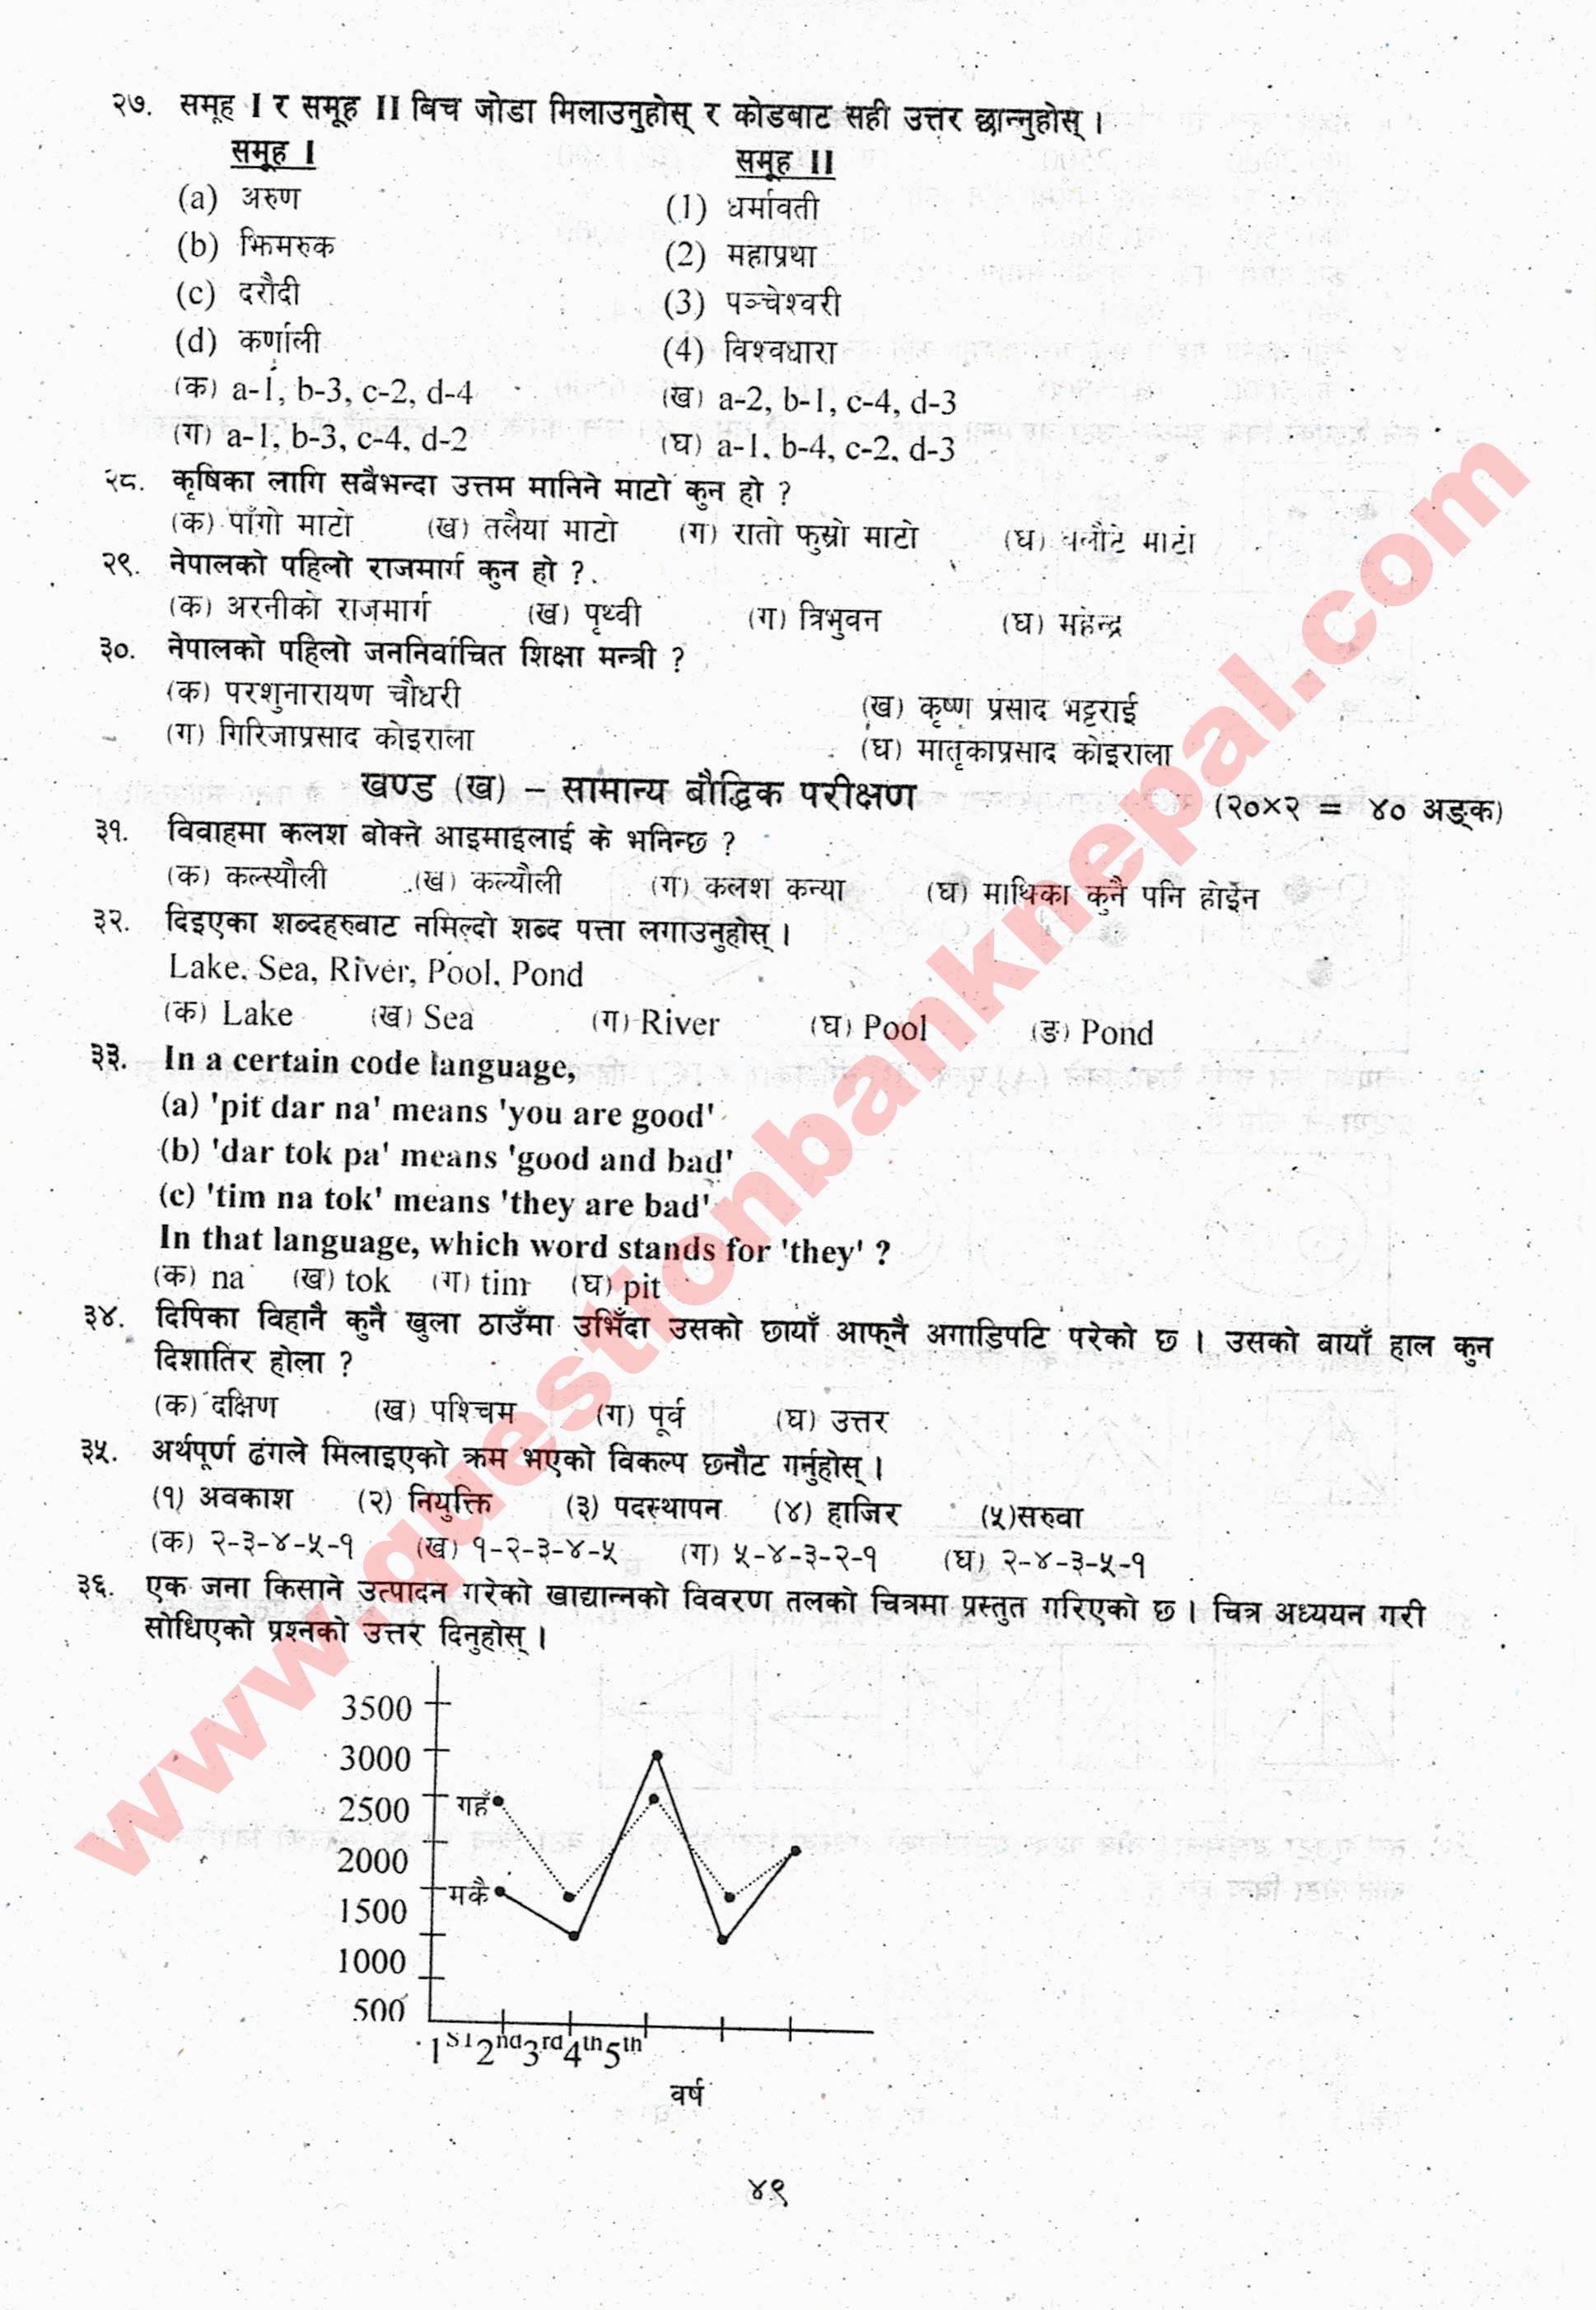 २७. समूह I र समूह II बिच जोडा मिलाउनुहोस् र कोडबाट सही उत्तर छान्नुहोस् ।
समूह I समूह II
(a) अरुण (1) धर्मावती
(b) झिमरुक (2) महाप्रथा
(c) दरौदी (3) पञ्चेश्वरी
(d) कर्णाली (4) विश्वधारा
(क) a-1, b-3, c-2, d-4 (ख) a-2, b-1, c-4, d-3
(ग) a-1, b-3, c-4, d-2 (घ) a-1, b-4, c-2, d-3
२८. कृषिका लागि सबैभन्दा उत्तम मानिने माटो कुन हो ?
(क) पाँगो माटो (ख) तलैया माटो (ग) रातो फुस्रो माटो (घ) माटो
२९. नेपालको पहिलो राजमार्ग कुन हो ?
(क) अरनीको राजमार्ग (ख) पृथ्वी (ग) त्रिभुवन (घ) महेन्द्र
३०. नेपालको पहिलो जननिर्वाचित शिक्षा मन्त्री ?
(क) परशुनारायण चौधरी (ख) कृष्ण प्रसाद भट्टराई
(ग) गिरिजाप्रसाद कोइराला (घ) मातृकाप्रसाद कोइराला
खण्ड (ख) – सामान्य बौद्धिक परीक्षण (२०×२ = ४० अङ्क)
३१. विवाहमा कलश बोक्ने आइमाइलाई के भनिन्छ ?
(क) कल्स्यौली (ख) कल्यौली (ग) कलश कन्या (घ) माथिका कुनै पनि होईन
३२. दिइएका शब्दहरुबाट नमिल्दो शब्द पत्ता लगाउनुहोस् ।
Lake, Sea, River, Pool, Pond
(क) Lake (ख) Sea (ग) River (घ) Pool (ङ) Pond
३३. In a certain code language,
(a) 'pit dar na' means 'you are good'
(b) 'dar tok pa' means 'good and bad'
(c) 'tim na tok' means 'they are bad'
In that language, which word stands for 'they' ?
(क) na (ख) tok (ग) tim (घ) pit
३४. दिपिका विहानै कुनै खुला ठाउँमा उभिँदा उसको छायाँ आफ्नै अगाडिपटि परेको छ । उसको बायाँ हाल कुन
दिशातिर होला ?
(क) दक्षिण (ख) पश्चिम (ग) पूर्व (घ) उत्तर
३५. अर्थपूर्ण ढंगले मिलाइएको क्रम भएको विकल्प छनौट गर्नुहोस् ।
(१) अवकाश (२) नियुक्ति (३) पदस्थापन (४) हाजिर (५)सरुवा
(क) २-३-४-५-१ (ख) १-२-३-४-५ (ग) ५-४-३-२-१ (घ) २-४-३-५-१
३६. एक जना किसाने उत्पादन गरेको खाद्यान्नको विवरण तलको चित्रमा प्रस्तुत गरिएको छ । चित्र अध्ययन गरी
सोधिएको प्रश्नको उत्तर दिनुहोस् ।
3500
3000
2500 गहुँ
2000
मकै
1500
1000
500
1ST 2nd 3rd 4th 5th
वर्ष
४९
www.questionbanknepal.com